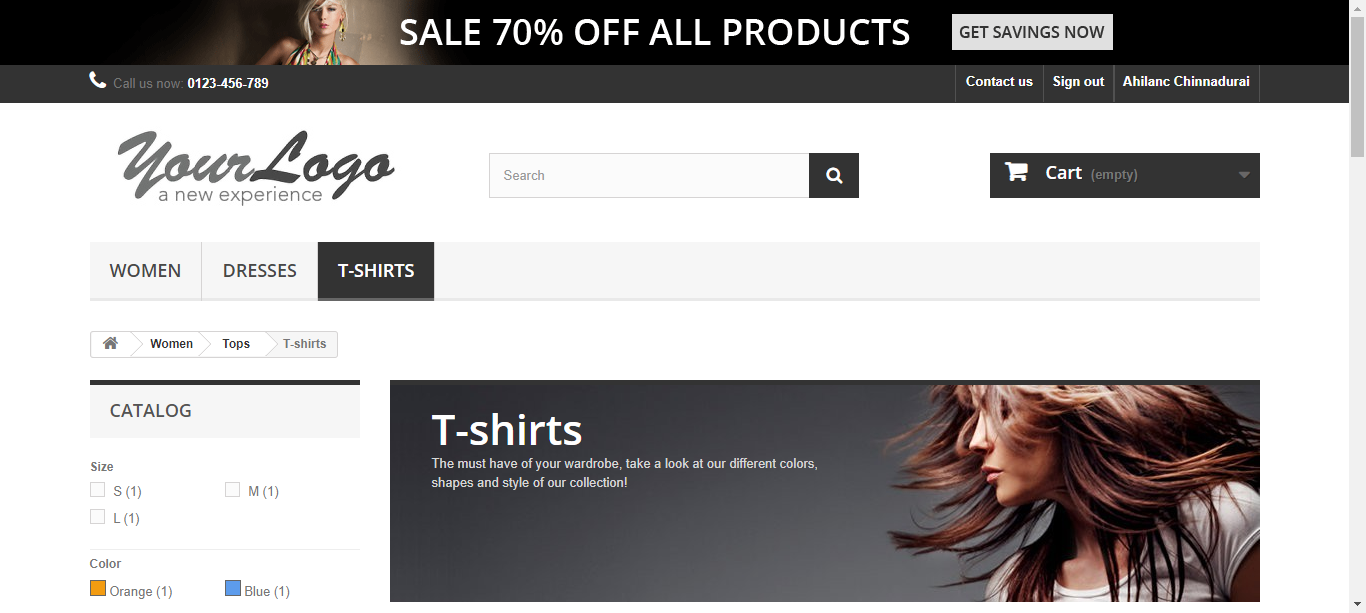 SALE 70% OFF ALL PRODUCTS
GET SAVINGS NOW
Call us now: 0123-456-789
Contact us
Sign out
Ahilanc Chinnadurai
YourLogo
a new experience
Search
Cart (empty)
WOMEN
DRESSES
T-SHIRTS
Women
Tops
T-shirts
CATALOG
Size
S (1)
M (1)
L (1)
Color
Orange (1)
Blue (1)
T-shirts
The must have of your wardrobe, take a look at our different colors,
shapes and style of our collection!